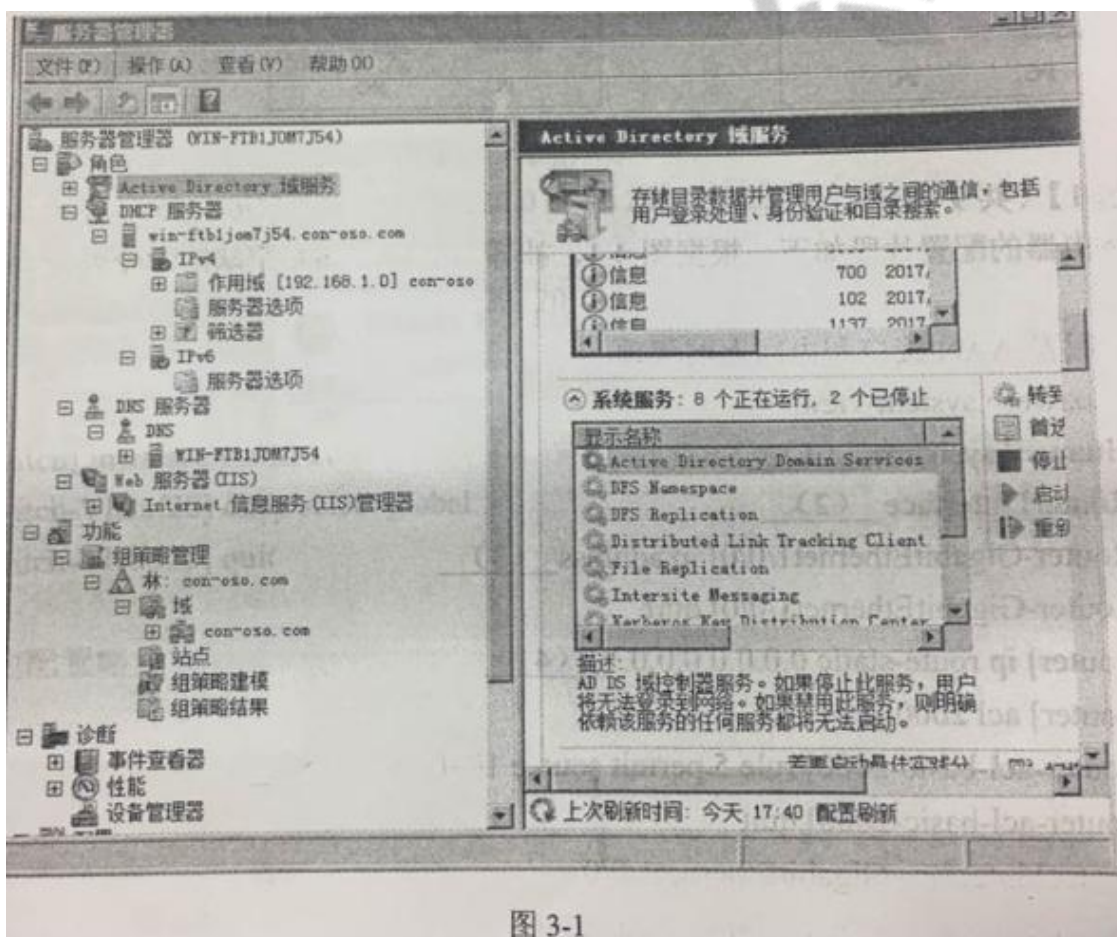 服务器管理器
文件(F) 操作(A) 查看(V) 帮助(H)
服务器管理器 (WIN-FTB1JOM7J54)
角色
Active Directory 域服务
DHCP 服务器
win-ftb1jom7j54.con-oso.com
IPv4
作用域 [192.168.1.0] con-oso
服务器选项
筛选器
IPv6
服务器选项
DNS 服务器
DNS
WIN-FTB1JOM7J54
Web 服务器(IIS)
Internet 信息服务(IIS)管理器
功能
组策略管理
林: con-oso.com
域
con-oso.com
站点
组策略建模
组策略结果
诊断
事件查看器
性能
设备管理器
Active Directory 域服务
存储目录数据并管理用户与域之间的通信，包括
用户登录处理、身份验证和目录搜索。
信息 700 2017/
信息 102 2017/
信息 1137 2017
系统服务: 8 个正在运行, 2 个已停止
显示名称
Active Directory Domain Services
DFS Namespace
DFS Replication
Distributed Link Tracking Client
File Replication
Intersite Messaging
Kerberos Key Distribution Center
转到
首选
停止
启动
重新
描述
AD DS 域控制器服务。如果停止此服务，用户
将无法登录到网络。如果禁用此服务，则明确
依赖该服务的任何服务都将无法启动。
上次刷新时间: 今天 17:40 配置刷新
图 3-1